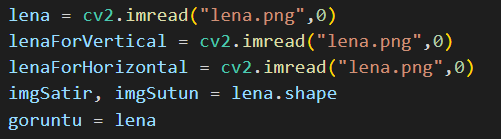 lena = cv2.imread("lena.png",0)
lenaForVertical = cv2.imread("lena.png",0)
lenaForHorizontal = cv2.imread("lena.png",0)
imgSatir, imgSutun = lena.shape
goruntu = lena